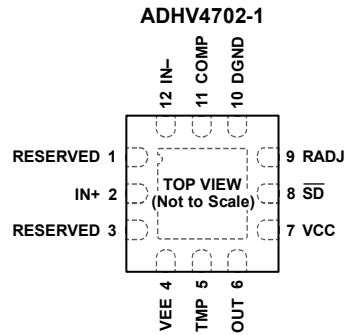 ADHV4702-1
12 IN–
11 COMP
10 DGND
RESERVED 1
IN+ 2
RESERVED 3
TOP VIEW
(Not to Scale)
9 RADJ
8 SD
7 VCC
VEE 4
TMP 5
OUT 6